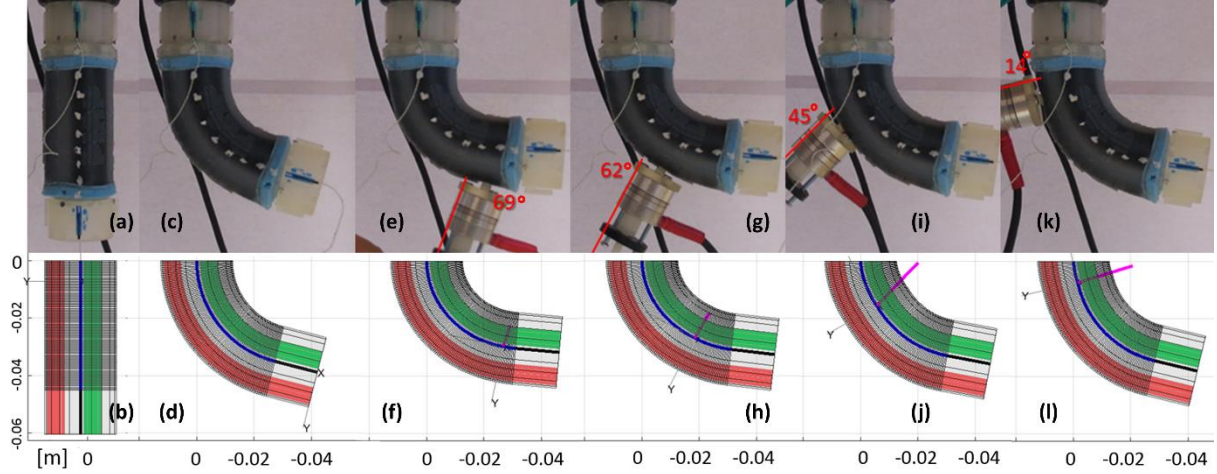 14°
45°
62°
69°
(a) (c) (e) (g) (i) (k)
0
Y Y Y Y Y
-0.02
-0.04 X
(b) (d) (f) (h) (j) (l)
Y
-0.06
[m] 0 0 -0.02 -0.04 0 -0.02 -0.04 0 -0.02 -0.04 0 -0.02 -0.04 0 -0.02 -0.04